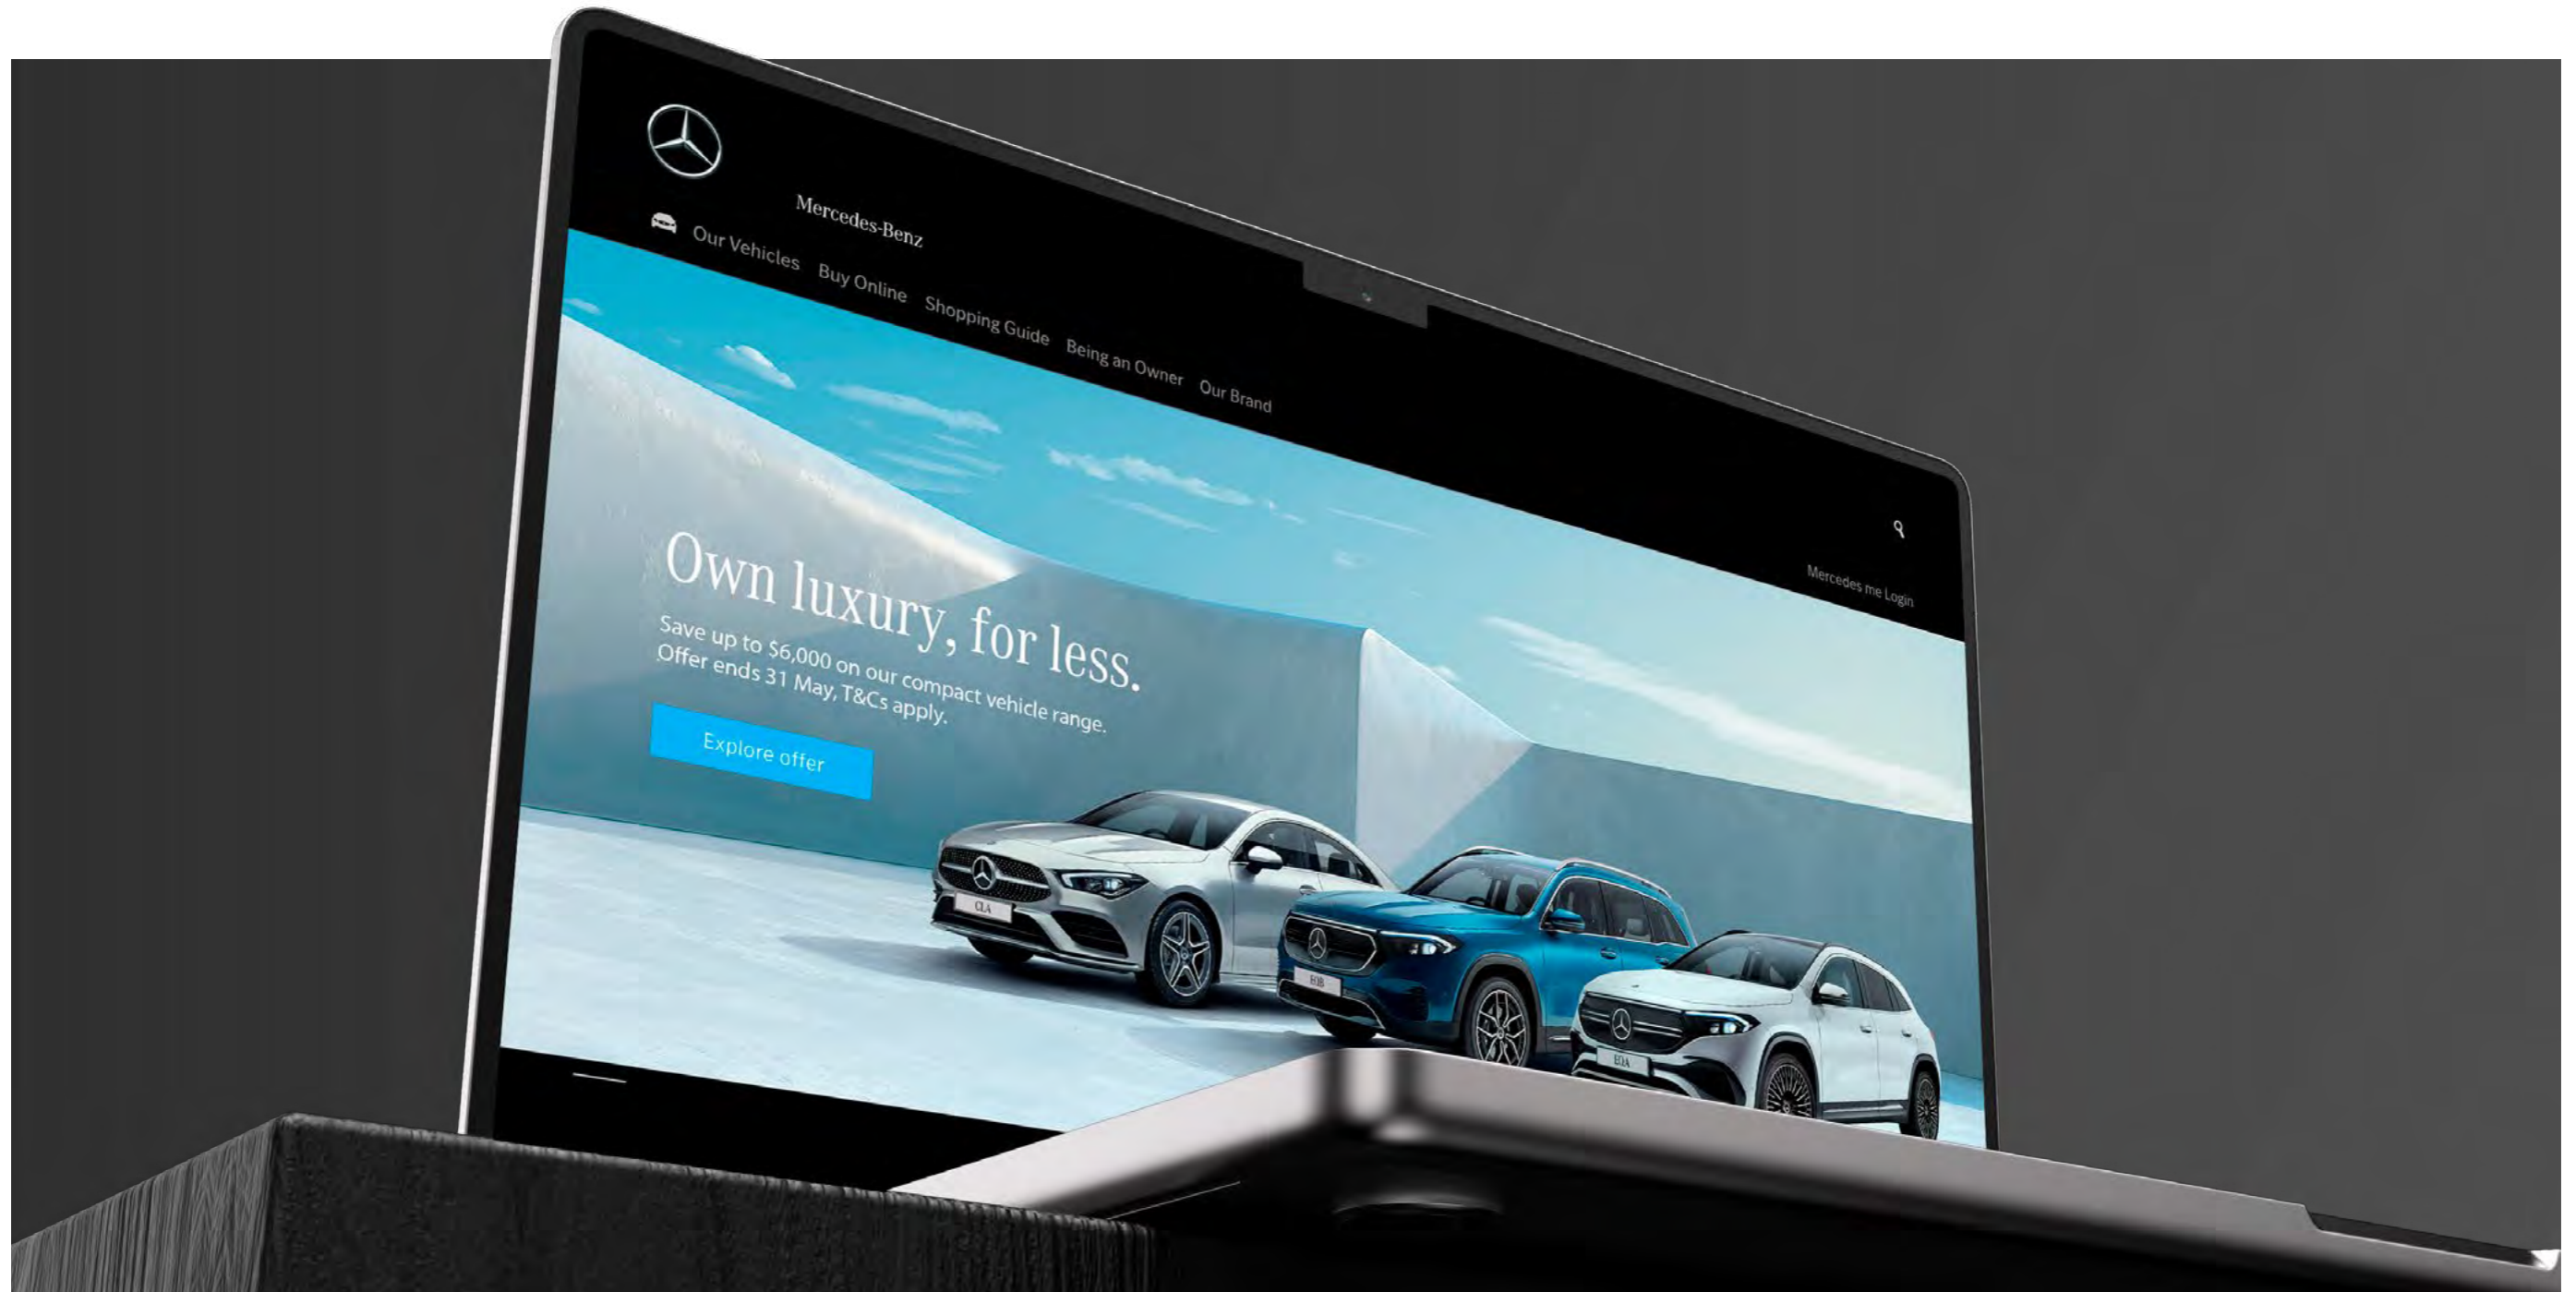 Mercedes-Benz
Our Vehicles Buy Online Shopping Guide Being an Owner Our Brand
Mercedes me Login
Own luxury, for less.
Save up to $6,000 on our compact vehicle range.
Offer ends 31 May, T&Cs apply.
Explore offer
CLA
EQB
EQA